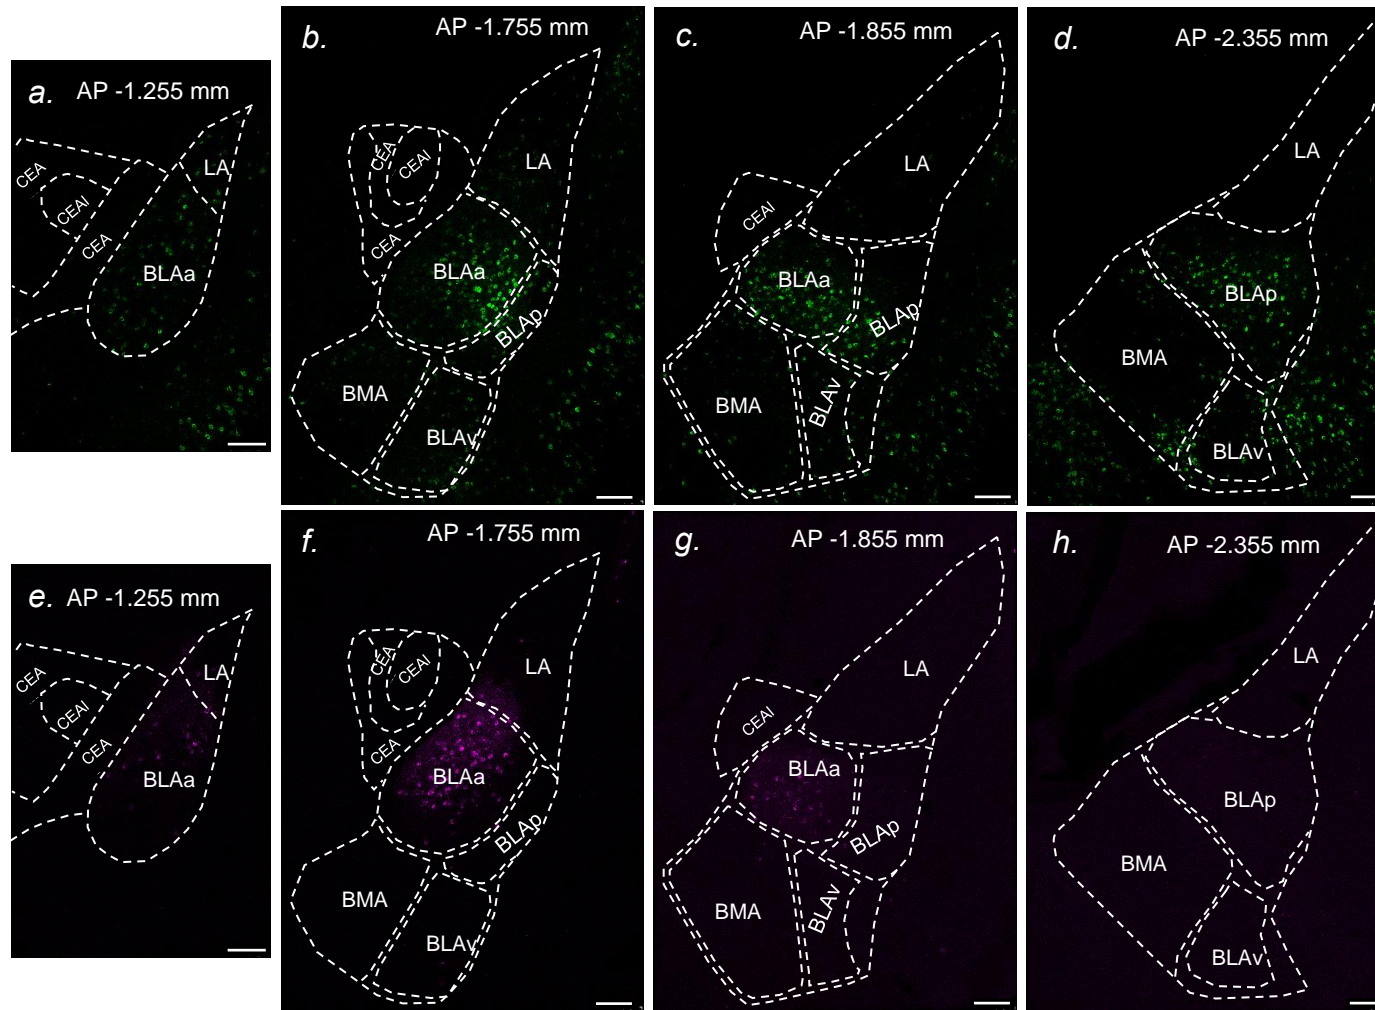 a. AP -1.255 mm
CEA
CEAl
CEA
LA
BLAa
b. AP -1.755 mm
CEA
CEAl
CEA
LA
BLAa
BLAp
BMA
BLAv
c. AP -1.855 mm
LA
CEAl
BLAa
BLAp
BMA
BLAv
d. AP -2.355 mm
LA
BLAp
BMA
BLAv
e. AP -1.255 mm
CEA
CEAl
CEA
LA
BLAa
f. AP -1.755 mm
CEA
CEAl
CEA
LA
BLAa
BLAp
BMA
BLAv
g. AP -1.855 mm
LA
CEAl
BLAa
BLAp
BMA
BLAv
h. AP -2.355 mm
LA
BLAp
BMA
BLAv